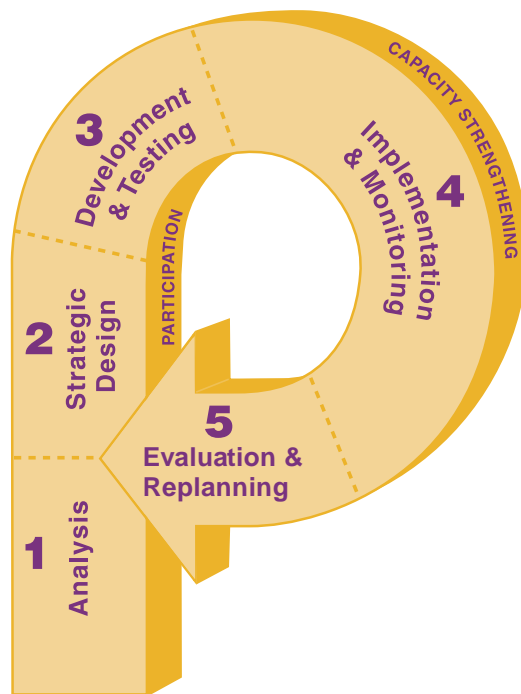 1
Analysis
2
Strategic
Design
3
Development
& Testing
4
Implementation
& Monitoring
5
Evaluation &
Replanning
PARTICIPATION
CAPACITY STRENGTHENING